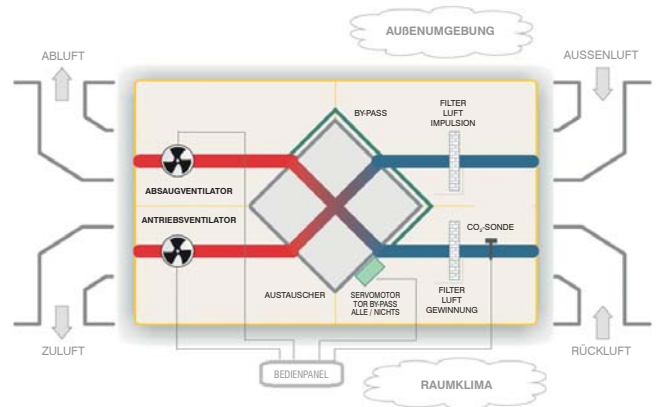 AUßENUMGEBUNG
ABLUFT
AUSSENLUFT
BY-PASS
FILTER
LUFT
IMPULSION
ABSAUGVENTILATOR
ANTRIEBSVENTILATOR
CO₂-SONDE
AUSTAUSCHER
SERVOMOTOR
TOR BY-PASS
ALLE / NICHTS
FILTER
LUFT
GEWINNUNG
ZULUFT
RÜCKLUFT
BEDIENPANEL
RAUMKLIMA